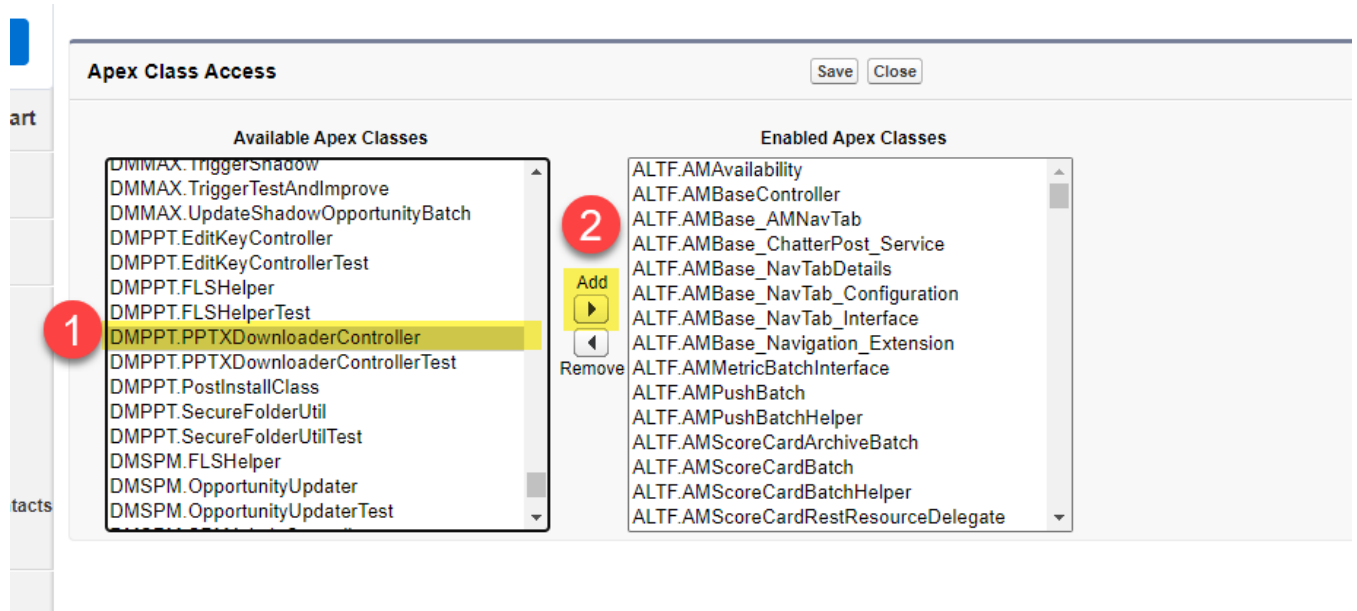 art
tacts
Apex Class Access
Save Close
Available Apex Classes
DMMAX.TriggerShadow
DMMAX.TriggerTestAndImprove
DMMAX.UpdateShadowOpportunityBatch
DMPPT.EditKeyController
DMPPT.EditKeyControllerTest
DMPPT.FLSHelper
DMPPT.FLSHelperTest
1
DMPPT.PPTXDownloaderController
DMPPT.PPTXDownloaderControllerTest
DMPPT.PostInstallClass
DMPPT.SecureFolderUtil
DMPPT.SecureFolderUtilTest
DMSPM.FLSHelper
DMSPM.OpportunityUpdater
DMSPM.OpportunityUpdaterTest
2
Add
Remove
Enabled Apex Classes
ALTF.AMAvailability
ALTF.AMBaseController
ALTF.AMBase_AMNavTab
ALTF.AMBase_ChatterPost_Service
ALTF.AMBase_NavTabDetails
ALTF.AMBase_NavTab_Configuration
ALTF.AMBase_NavTab_Interface
ALTF.AMBase_Navigation_Extension
ALTF.AMMetricBatchInterface
ALTF.AMPushBatch
ALTF.AMPushBatchHelper
ALTF.AMScoreCardArchiveBatch
ALTF.AMScoreCardBatch
ALTF.AMScoreCardBatchHelper
ALTF.AMScoreCardRestResourceDelegate